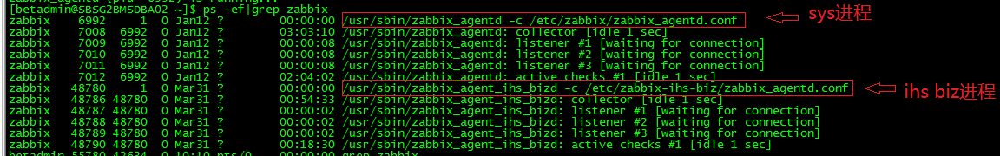 zabbix_agentd (pid  6992) is running...
[betadmin@SBSG2BMSDBA02 ~]$ ps -ef|grep zabbix
zabbix    6992     1  0 Jan12 ?        00:00:00 /usr/sbin/zabbix_agentd -c /etc/zabbix/zabbix_agentd.conf
sys进程
zabbix    7008  6992  0 Jan12 ?        03:03:10 /usr/sbin/zabbix_agentd: collector [idle 1 sec]
zabbix    7009  6992  0 Jan12 ?        00:00:08 /usr/sbin/zabbix_agentd: listener #1 [waiting for connection]
zabbix    7010  6992  0 Jan12 ?        00:00:08 /usr/sbin/zabbix_agentd: listener #2 [waiting for connection]
zabbix    7011  6992  0 Jan12 ?        00:00:08 /usr/sbin/zabbix_agentd: listener #3 [waiting for connection]
zabbix    7012  6992  0 Jan12 ?        02:04:02 /usr/sbin/zabbix_agentd: active checks #1 [idle 1 sec]
zabbix   48780     1  0 Mar31 ?        00:00:00 /usr/sbin/zabbix_agent_ihs_bizd -c /etc/zabbix-ihs-biz/zabbix_agentd.conf
ihs biz进程
zabbix   48786 48780  0 Mar31 ?        00:54:33 /usr/sbin/zabbix_agent_ihs_bizd: collector [idle 1 sec]
zabbix   48787 48780  0 Mar31 ?        00:00:02 /usr/sbin/zabbix_agent_ihs_bizd: listener #1 [waiting for connection]
zabbix   48788 48780  0 Mar31 ?        00:00:02 /usr/sbin/zabbix_agent_ihs_bizd: listener #2 [waiting for connection]
zabbix   48789 48780  0 Mar31 ?        00:00:02 /usr/sbin/zabbix_agent_ihs_bizd: listener #3 [waiting for connection]
zabbix   48790 48780  0 Mar31 ?        00:18:30 /usr/sbin/zabbix_agent_ihs_bizd: active checks #1 [idle 1 sec]
betadmin 55780 42634  0 10:10 pts/0    00:00:00 grep zabbix